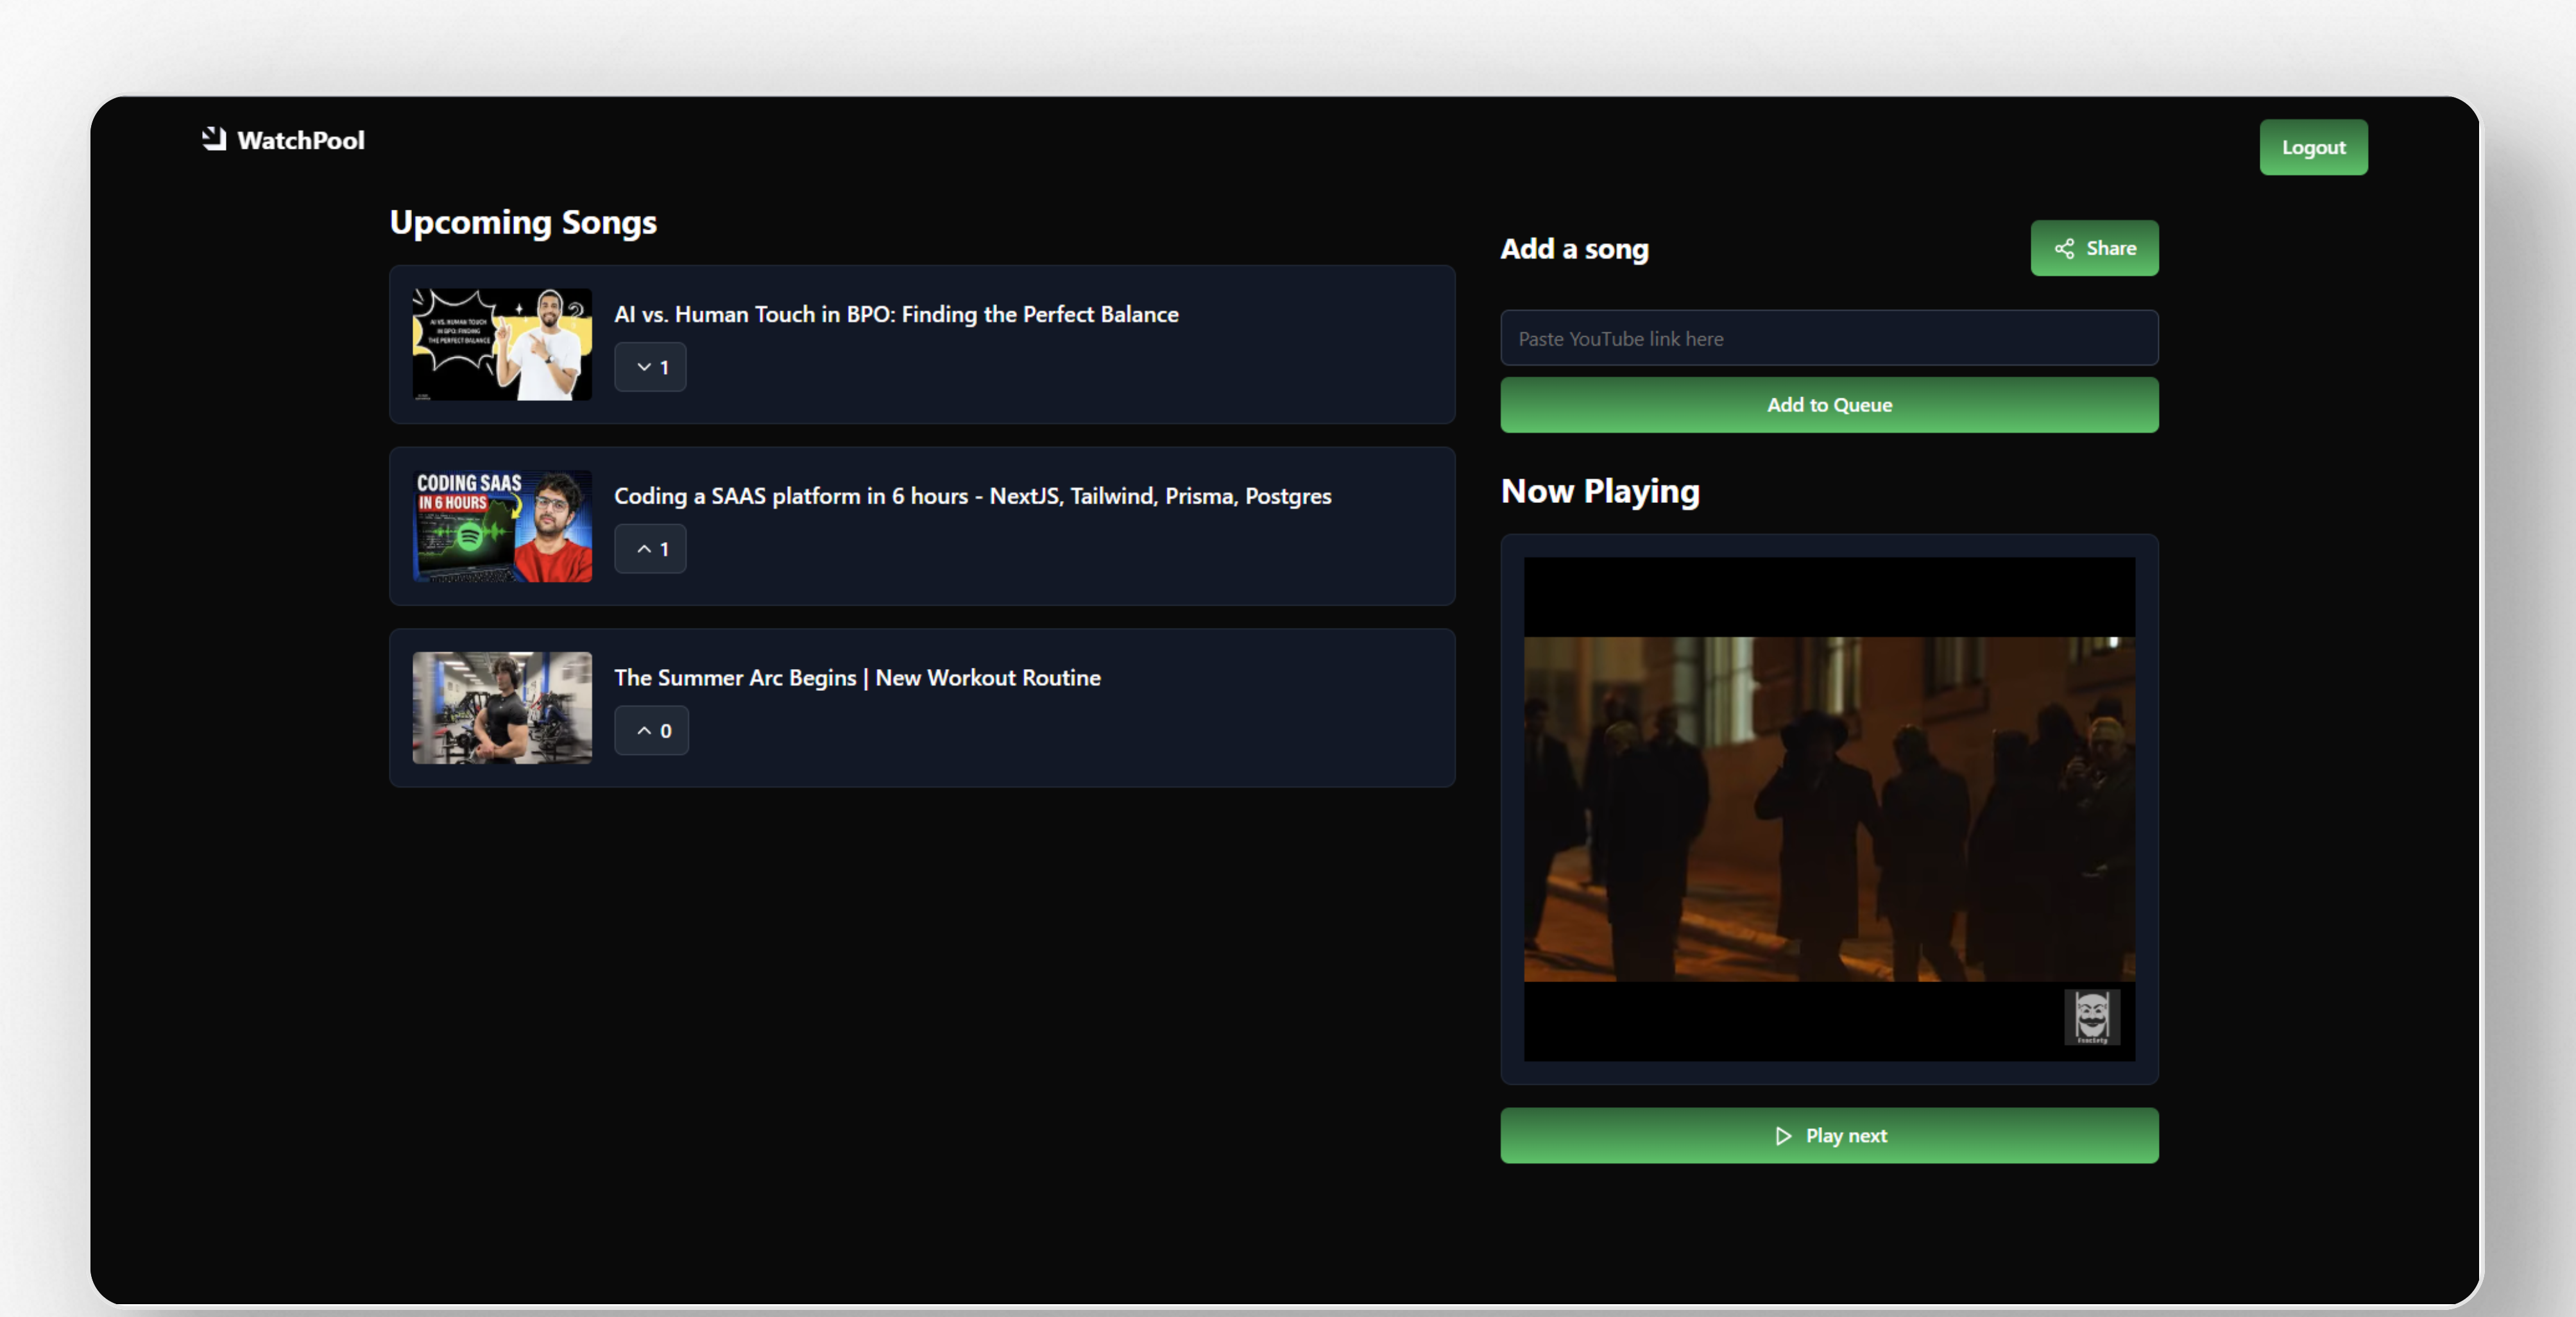 WatchPool
Logout
Upcoming Songs
AI VS. HUMAN TOUCH
IN BPO: FINDING
THE PERFECT BALANCE
AI vs. Human Touch in BPO: Finding the Perfect Balance
1
CODING SAAS
IN 6 HOURS
Coding a SAAS platform in 6 hours - NextJS, Tailwind, Prisma, Postgres
1
The Summer Arc Begins | New Workout Routine
0
Add a song
Share
Paste YouTube link here
Add to Queue
Now Playing
fsociety
Play next